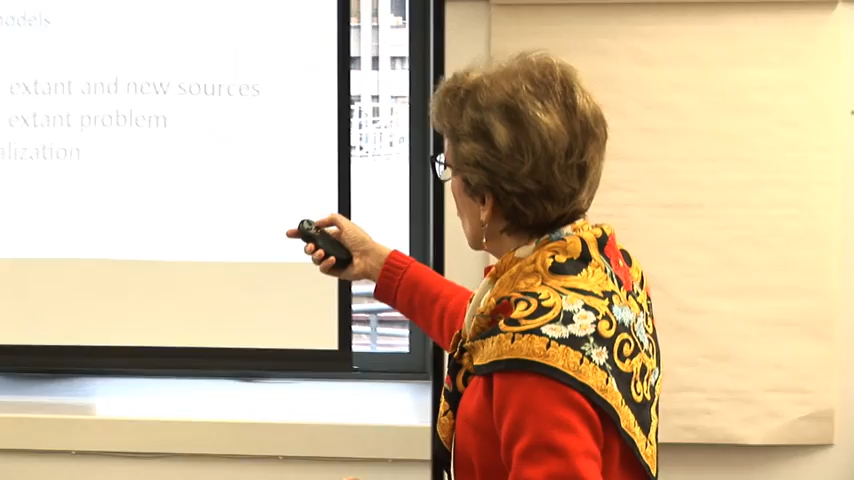 models
extant and new sources
extant problem
alization